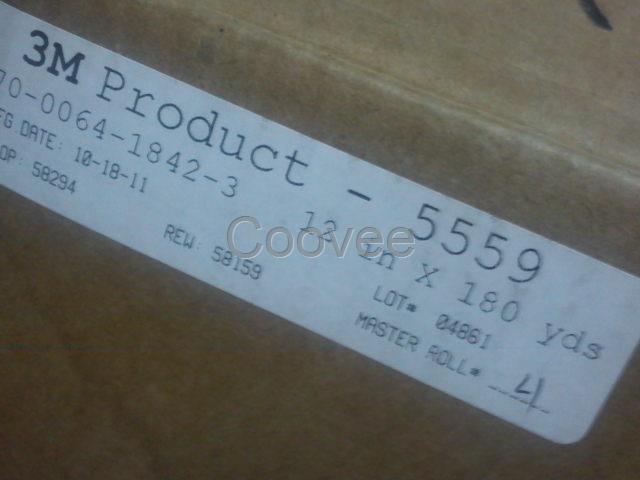 3M Product - 5559
70-0064-1842-3 12 in X 180 yds
FG.DATE: 10-18-11 LOT# 04861
OP: 58294 REW: 58159 MASTER ROLL# 4
Coovee